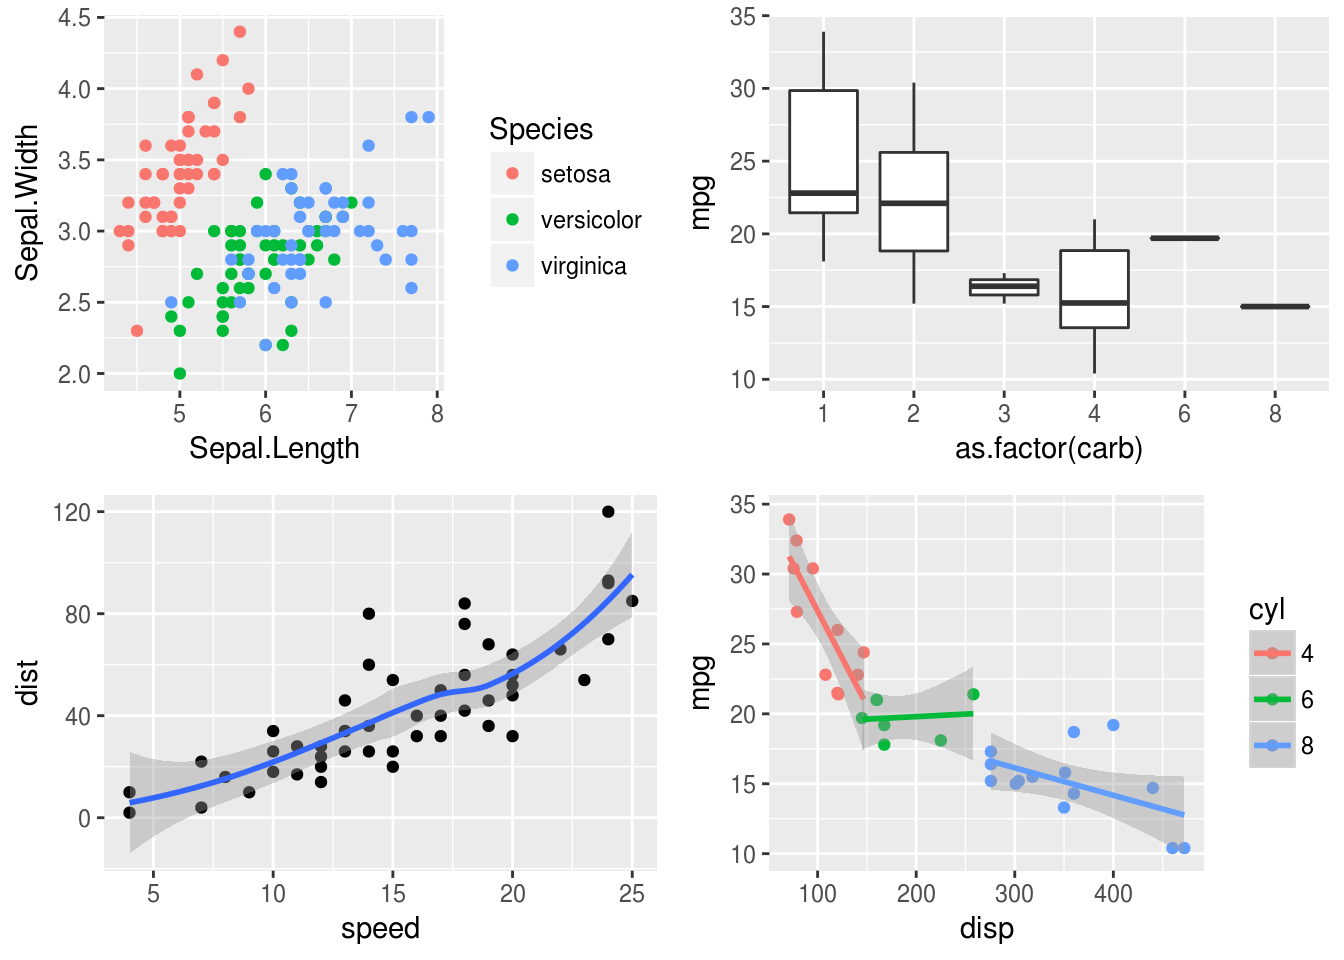 4.5
4.0
3.5
3.0
2.5
2.0
Sepal.Width
5 6 7 8
Sepal.Length
Species
setosa
versicolor
virginica
35
30
25
20
15
10
mpg
1 2 3 4 6 8
as.factor(carb)
120
80
40
0
dist
5 10 15 20 25
speed
35
30
25
20
15
10
mpg
100 200 300 400
disp
cyl
4
6
8